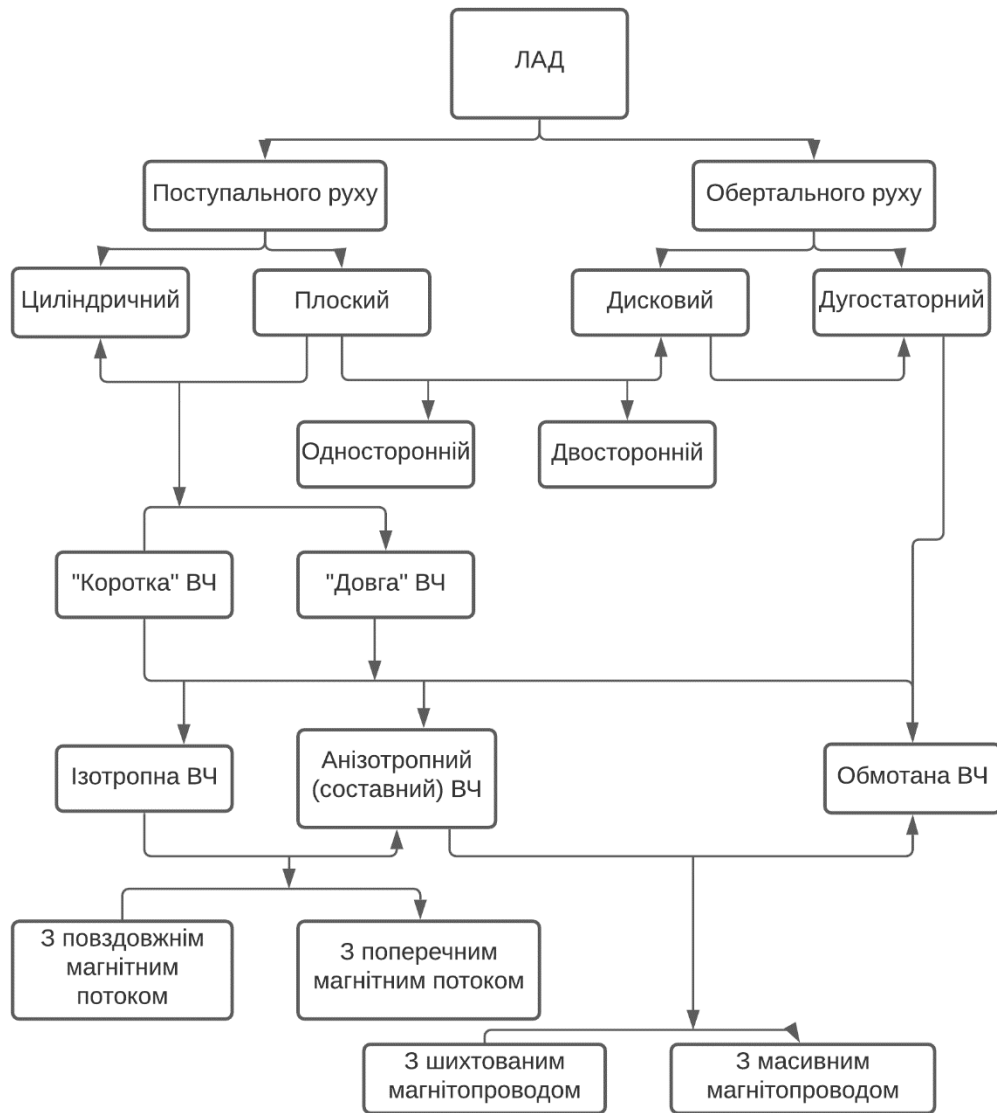 ЛАД
Поступального руху
Обертального руху
Циліндричний
Плоский
Дисковий
Дугостаторний
Односторонній
Двосторонній
"Коротка" ВЧ
"Довга" ВЧ
Ізотропна ВЧ
Анізотропний
(составний) ВЧ
Обмотана ВЧ
З повздовжнім
магнітним
потоком
З поперечним
магнітним потоком
З шихтованим
магнітопроводом
З масивним
магнітопроводом